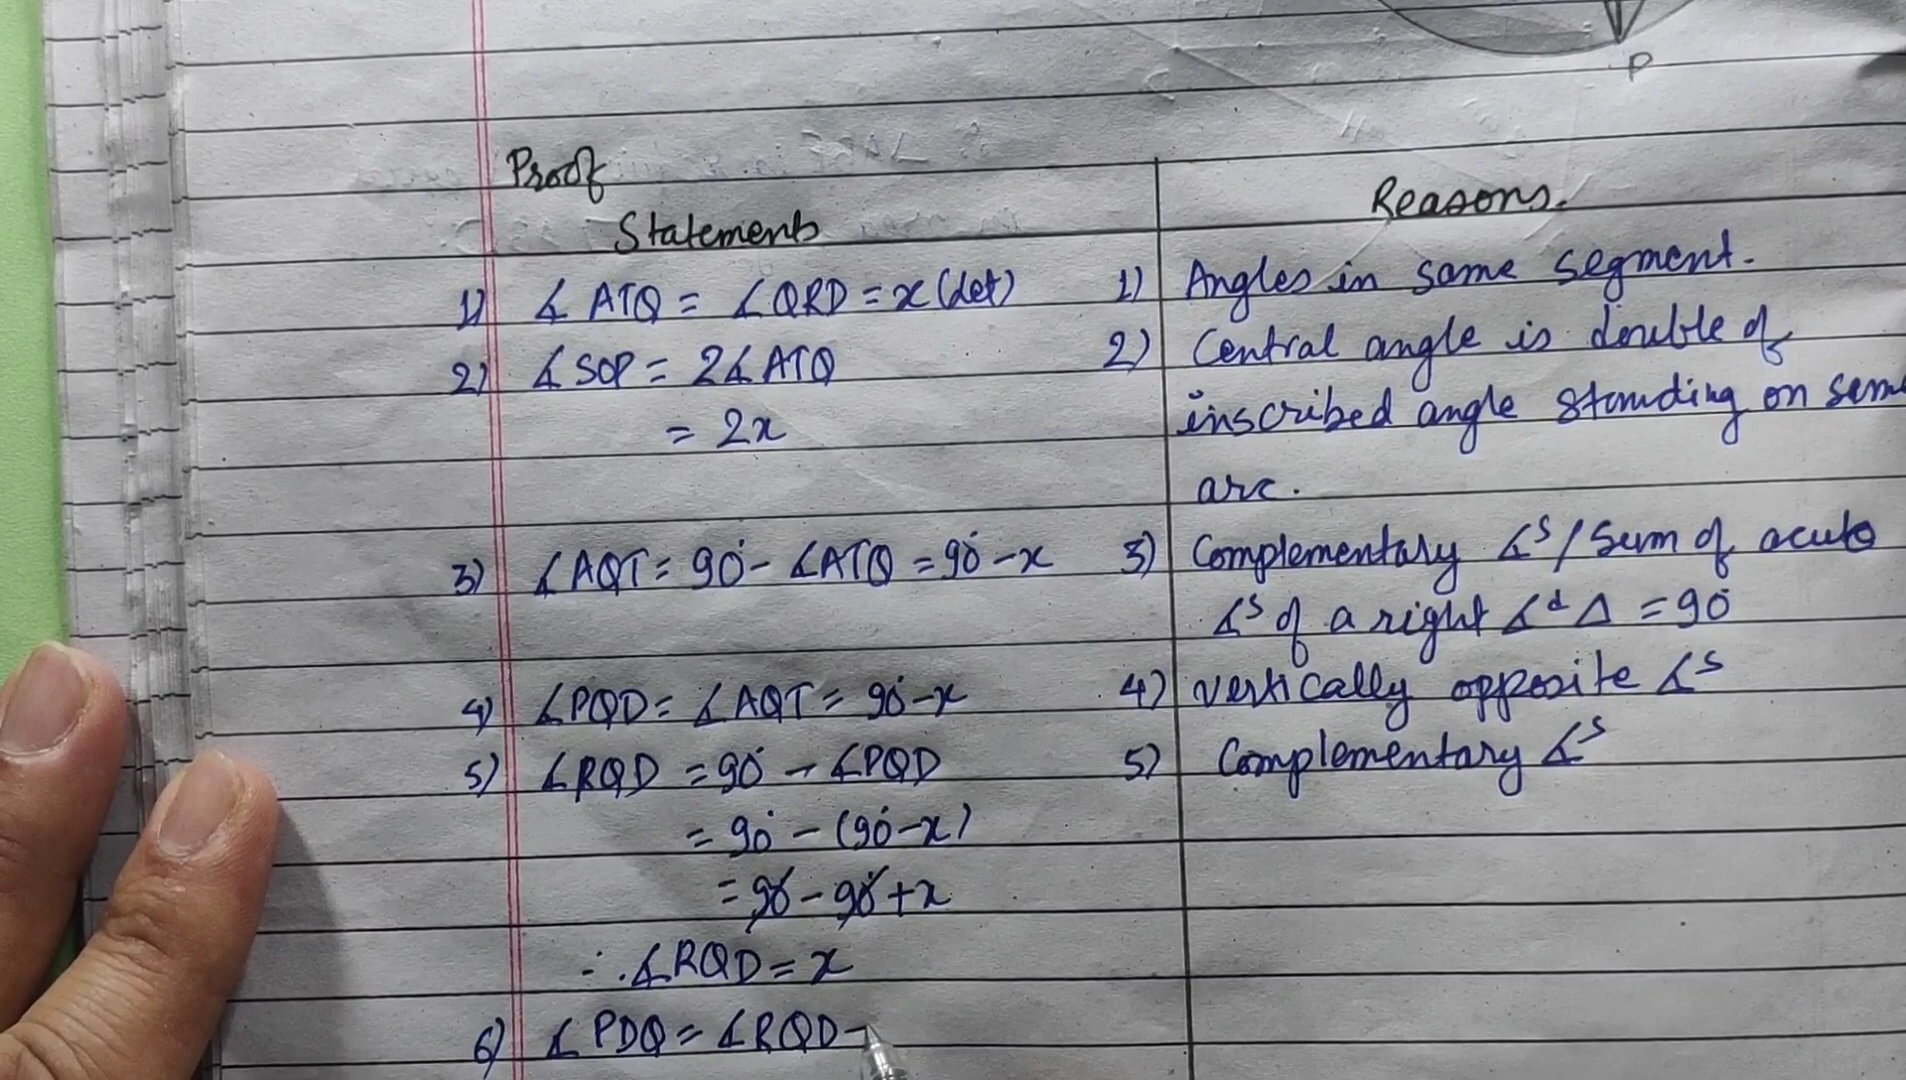 P
Proof
Statements
Reasons.
1) ∡ ATQ = ∠QRD = x (let)
1) Angles in same segment.
2) ∡SOP = 2∡ATQ
= 2x
2) Central angle is double of
inscribed angle standing on same
arc.
3) ∡AQT = 90° - ∠ATQ = 90° - x
3) Complementary ∡s / Sum of acute
∡s of a right ∡d Δ = 90°
4) ∠PQD = ∠AQT = 90° - x
4) vertically opposite ∡s
5) ∡RQD = 90° - ∡PQD
= 90° - (90° - x)
= 90° - 90° + x
∴ ∡RQD = x
5) Complementary ∡s
6) ∡ PDQ = ∡RQD -